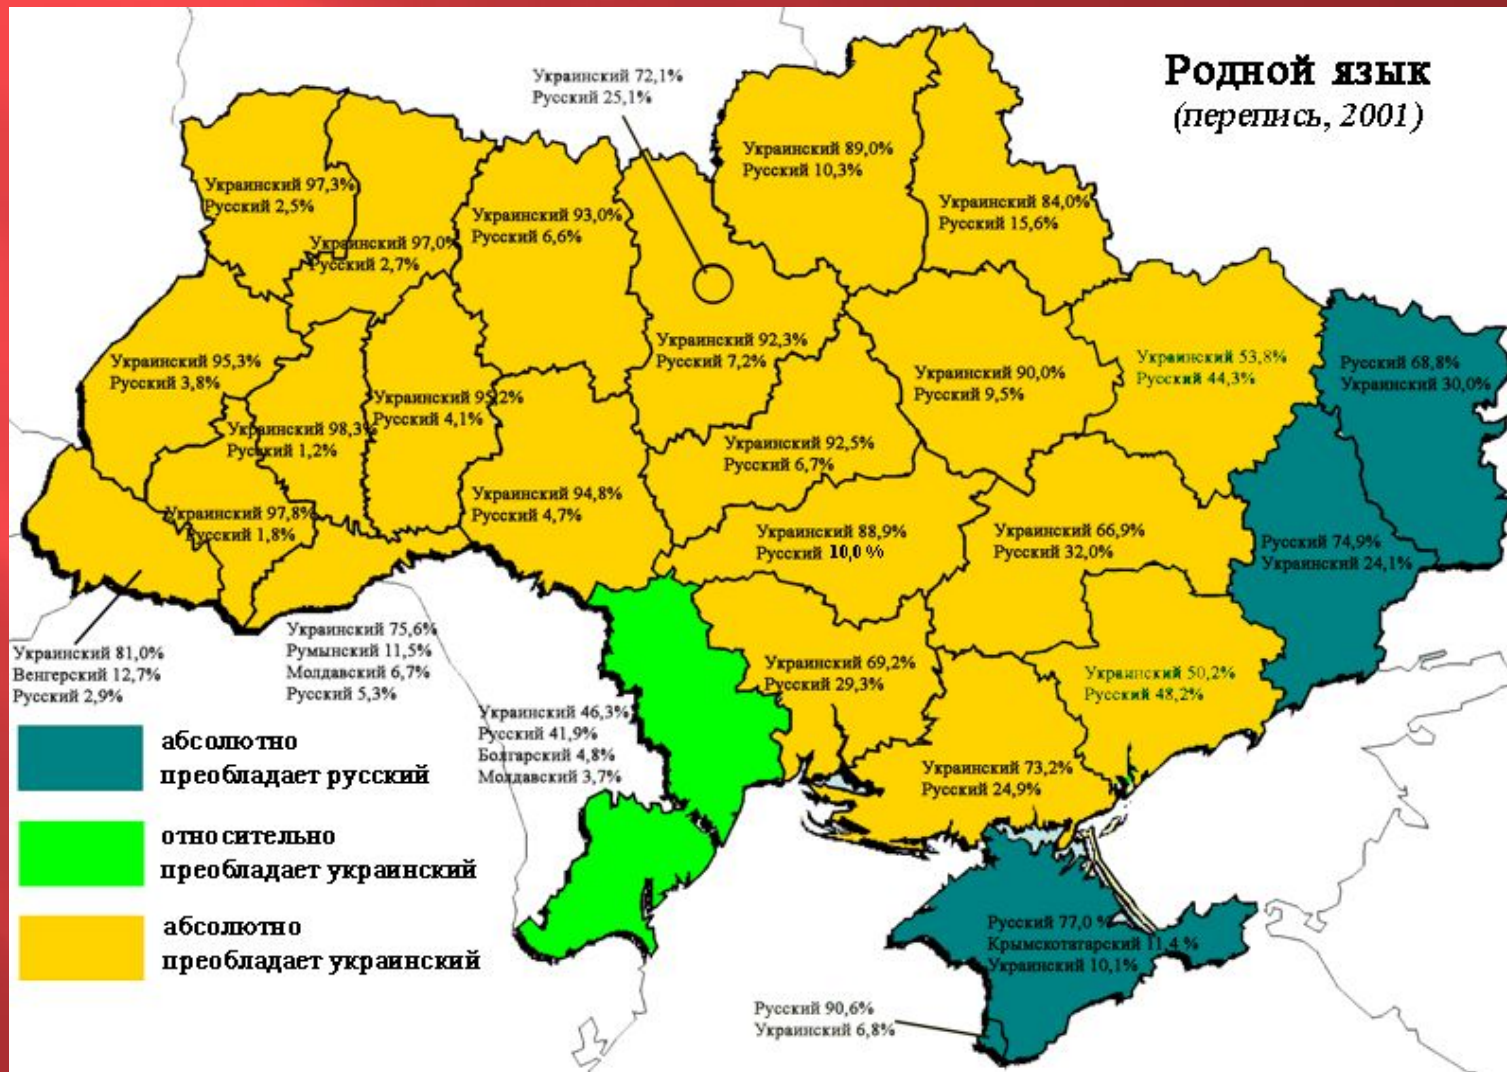 Родной язык
(перепись, 2001)
Украинский 72,1%
Русский 25,1%
Украинский 89,0%
Русский 10,3%
Украинский 97,3%
Русский 2,5%
Украинский 97,0%
Русский 2,7%
Украинский 93,0%
Русский 6,6%
Украинский 84,0%
Русский 15,6%
Украинский 95,3%
Русский 3,8%
Украинский 92,3%
Русский 7,2%
Украинский 90,0%
Русский 9,5%
Украинский 53,8%
Русский 44,3%
Русский 68,8%
Украинский 30,0%
Украинский 98,3%
Русский 1,2%
Украинский 95,2%
Русский 4,1%
Украинский 92,5%
Русский 6,7%
Украинский 97,8%
Русский 1,8%
Украинский 94,8%
Русский 4,7%
Украинский 88,9%
Русский 10,0 %
Украинский 66,9%
Русский 32,0%
Русский 74,9%
Украинский 24,1%
Украинский 81,0%
Венгерский 12,7%
Русский 2,9%
Украинский 75,6%
Румынский 11,5%
Молдавский 6,7%
Русский 5,3%
Украинский 46,3%
Русский 41,9%
Болгарский 4,8%
Молдавский 3,7%
Украинский 69,2%
Русский 29,3%
Украинский 50,2%
Русский 48,2%
Украинский 73,2%
Русский 24,9%
абсолютно
преобладает русский
относительно
преобладает украинский
абсолютно
преобладает украинский
Русский 77,0 %
Крымскотатарский 11,4 %
Украинский 10,1%
Русский 90,6%
Украинский 6,8%